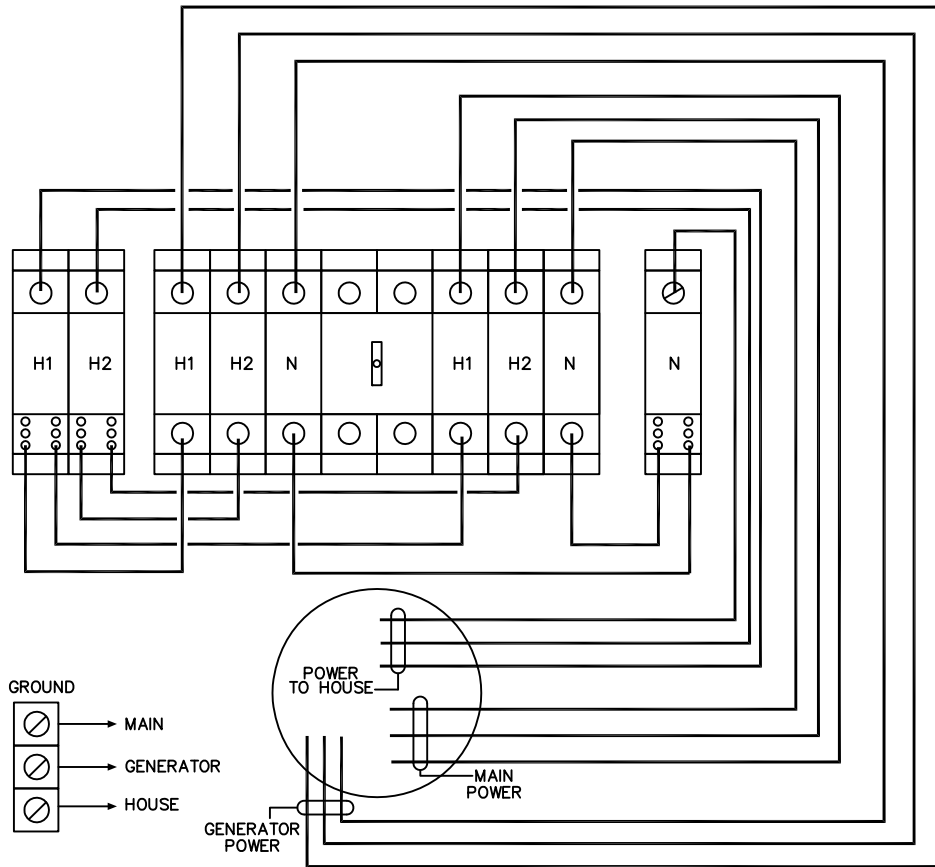 H1 H2 H1 H2 N H1 H2 N N
POWER
TO HOUSE
GROUND
MAIN
GENERATOR
HOUSE
MAIN
POWER
GENERATOR
POWER